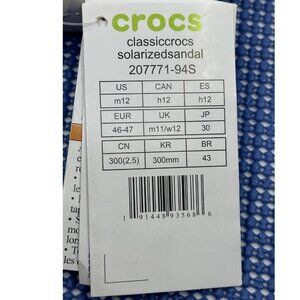 crocs
classiccrocs
solarizedsandal
207771-94S
US CAN ES
m12 h12 h12
EUR UK JP
46-47 m11/w12 30
CN KR BR
300(2.5) 300mm 43
1 91448 93568 6